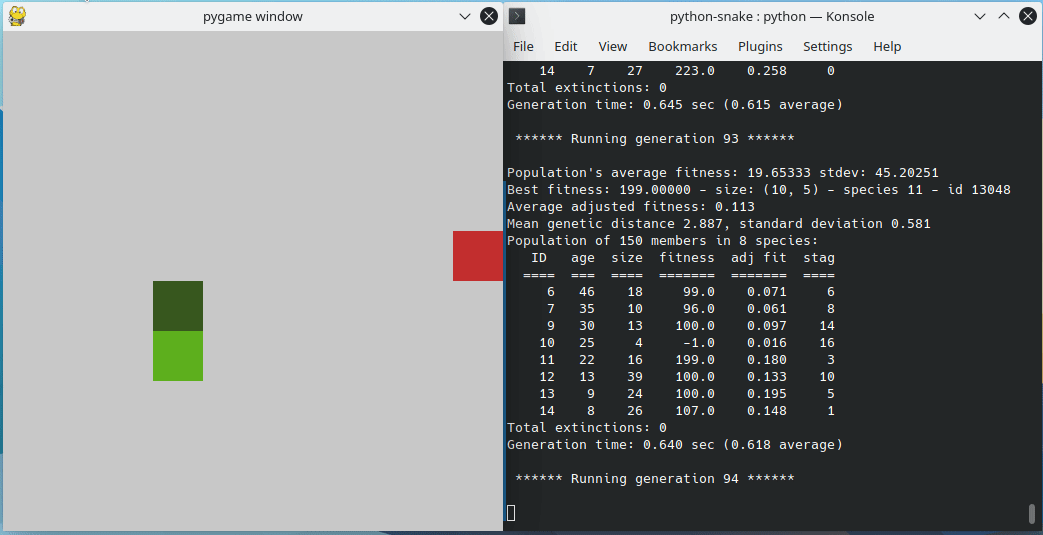 pygame window
python-snake : python — Konsole
File Edit View Bookmarks Plugins Settings Help
14 7 27 223.0 0.258 0
Total extinctions: 0
Generation time: 0.645 sec (0.615 average)
****** Running generation 93 ******
Population's average fitness: 19.65333 stdev: 45.20251
Best fitness: 199.00000 - size: (10, 5) - species 11 - id 13048
Average adjusted fitness: 0.113
Mean genetic distance 2.887, standard deviation 0.581
Population of 150 members in 8 species:
ID age size fitness adj fit stag
==== === ==== ======= ======= ====
6 46 18 99.0 0.071 6
7 35 10 96.0 0.061 8
9 30 13 100.0 0.097 14
10 25 4 -1.0 0.016 16
11 22 16 199.0 0.180 3
12 13 39 100.0 0.133 10
13 9 24 100.0 0.195 5
14 8 26 107.0 0.148 1
Total extinctions: 0
Generation time: 0.640 sec (0.618 average)
****** Running generation 94 ******